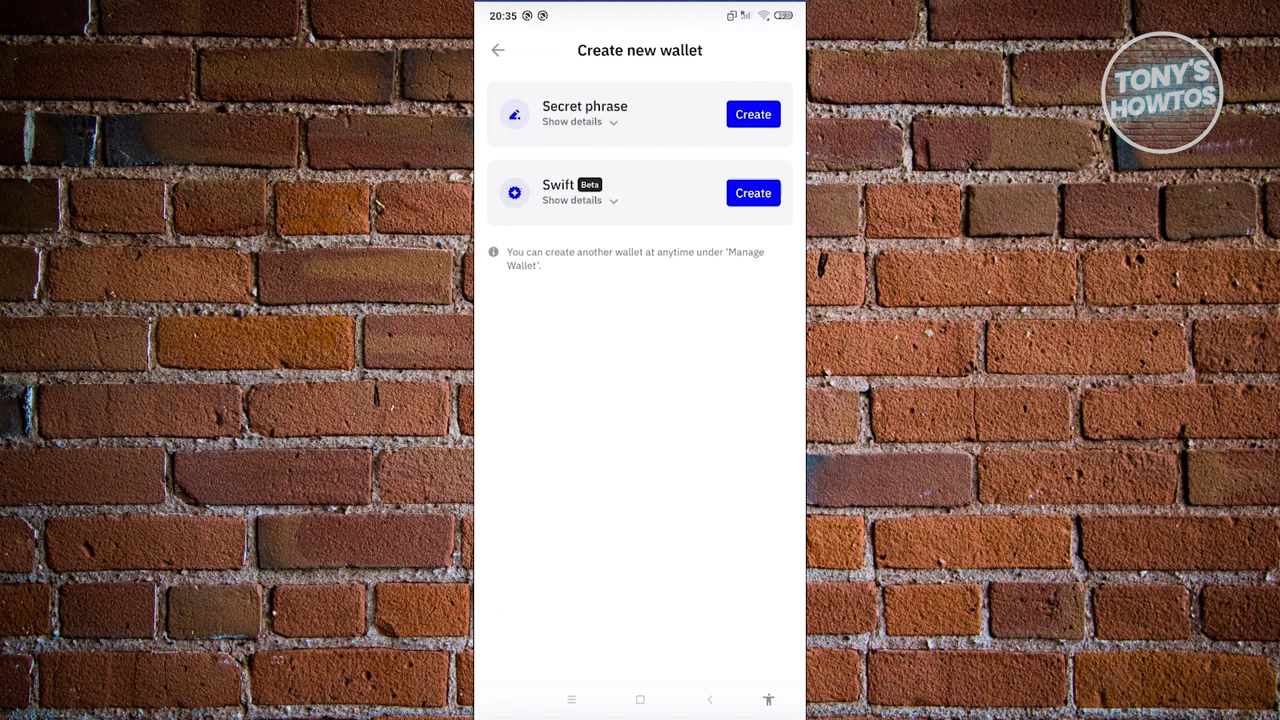 20:35
39
Create new wallet
Secret phrase
Show details
Create
Swift Beta
Show details
Create
You can create another wallet at anytime under 'Manage
Wallet'.
TONY'S
HOWTOS